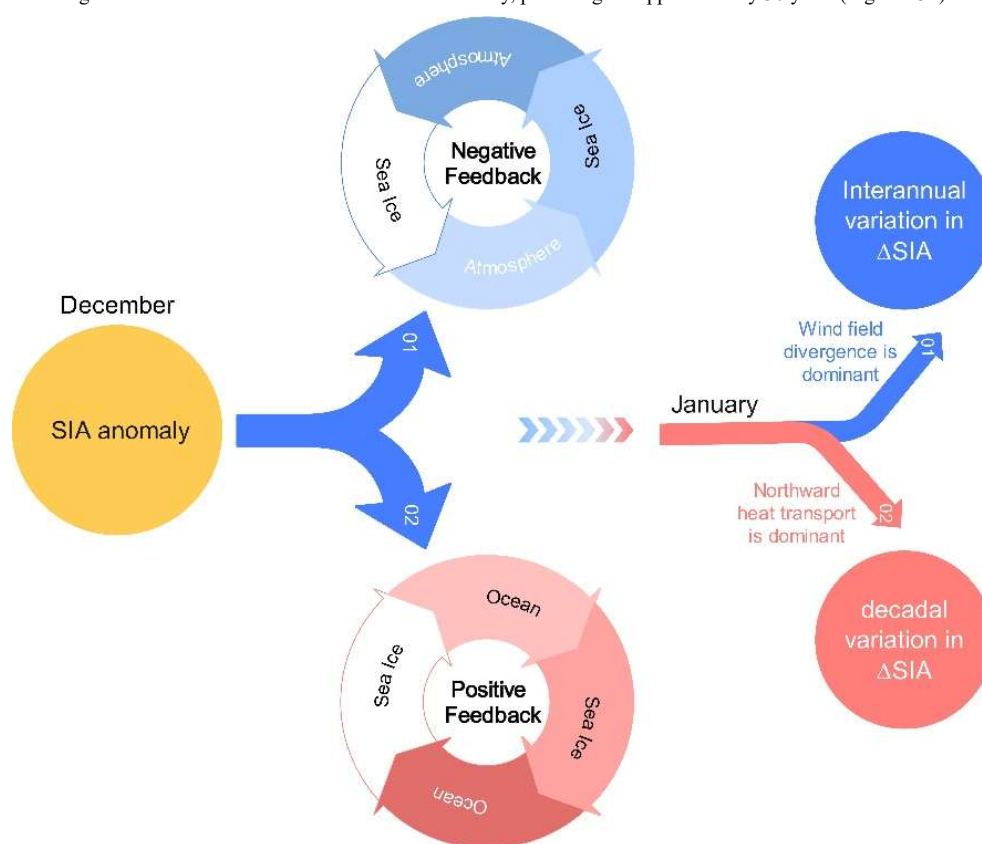 Atmosphere
Sea Ice
Negative
Feedback
Sea Ice
Atmosphere
Interannual
variation in
ΔSIA
December
SIA anomaly
01
02
Wind field
divergence is
dominant
01
January
Northward
heat transport
is dominant
02
Ocean
Sea Ice
Positive
Feedback
Sea Ice
Ocean
decadal
variation in
ΔSIA